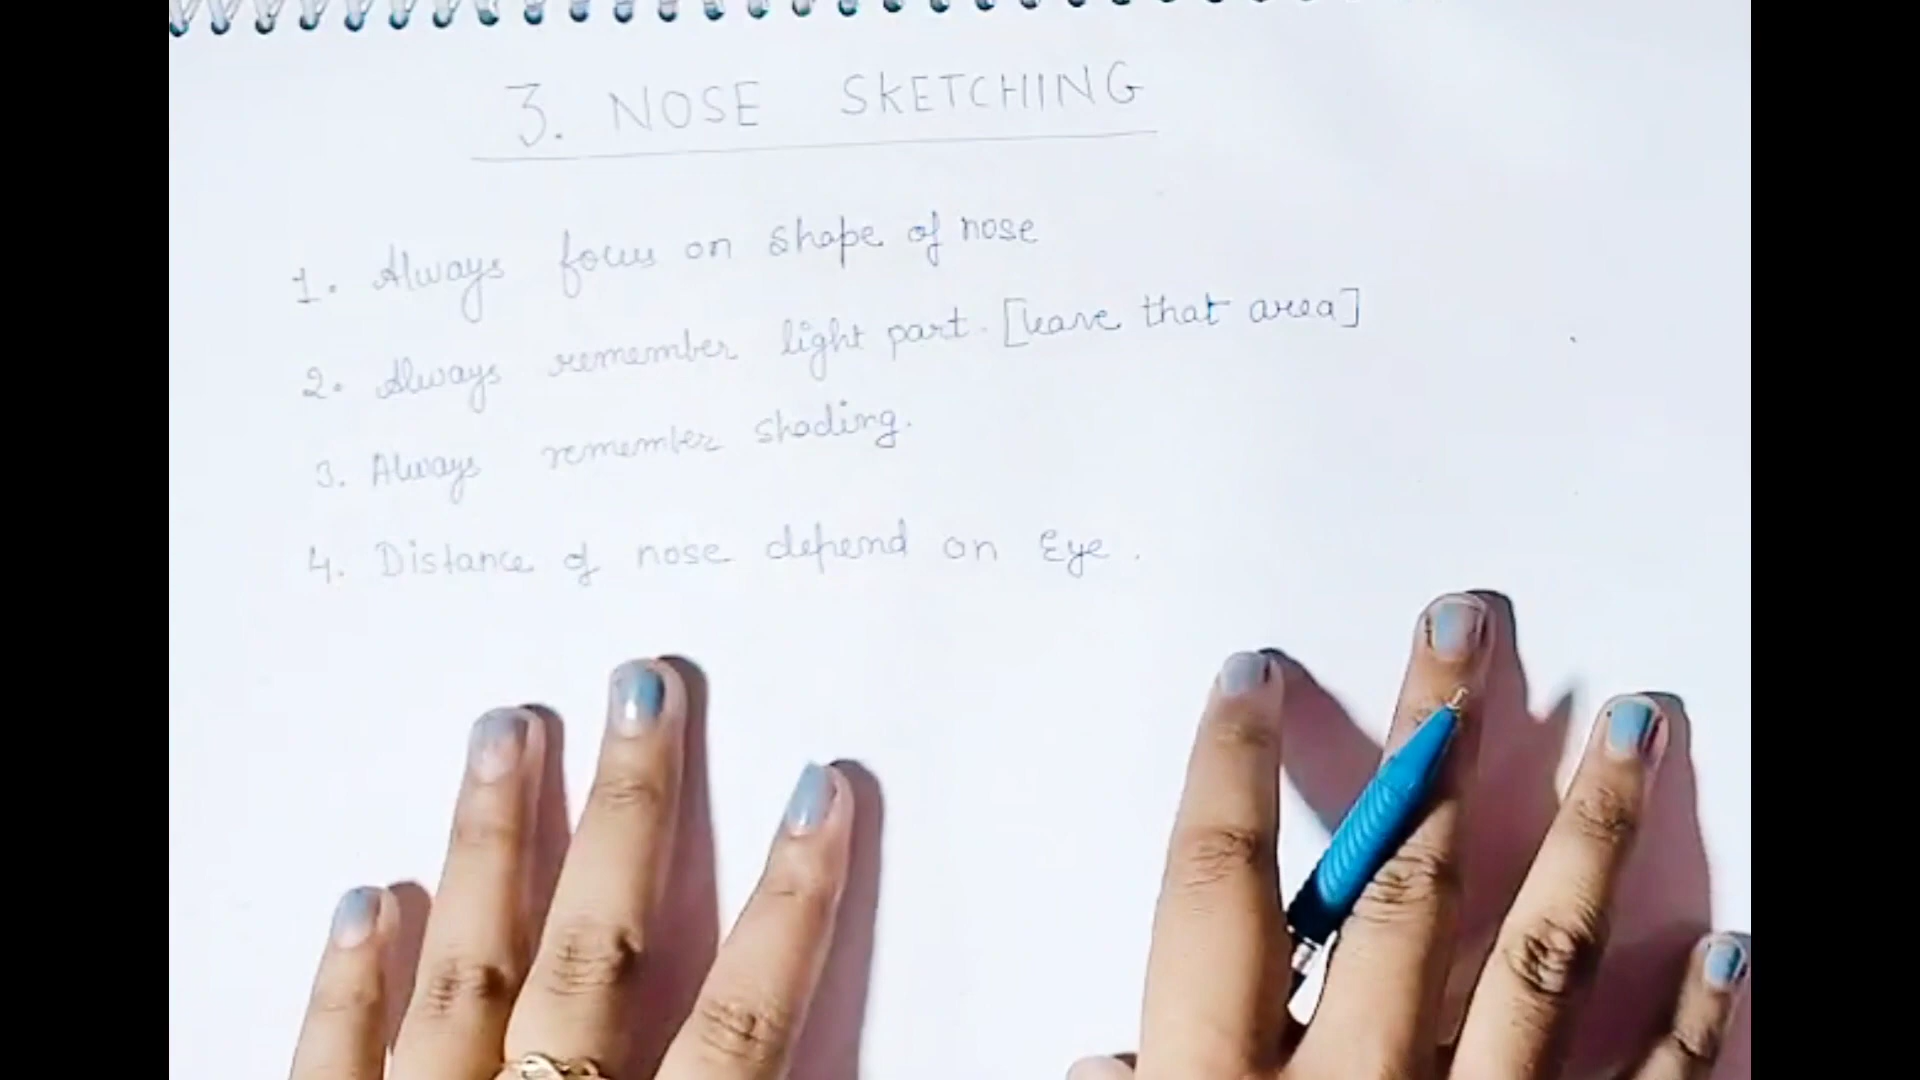 3. NOSE SKETCHING
1. Always focus on shape of nose
2. Always remember light part. [leave that area]
3. Always remember shading.
4. Distance of nose depend on Eye.